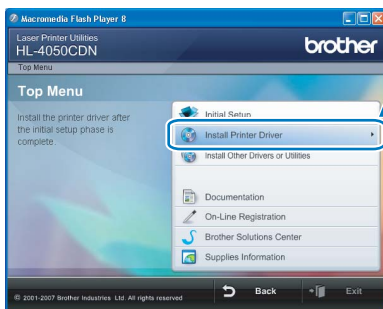 Macromedia Flash Player 8
Laser Printer Utilities
HL-4050CDN
brother
Top Menu
Top Menu
Install the printer driver after
the initial setup phase is
complete.
Initial Setup
Install Printer Driver
Install Other Drivers or Utilities
Documentation
On-Line Registration
Brother Solutions Center
Supplies Information
© 2001-2007 Brother Industries Ltd. All rights reserved
Back
Exit